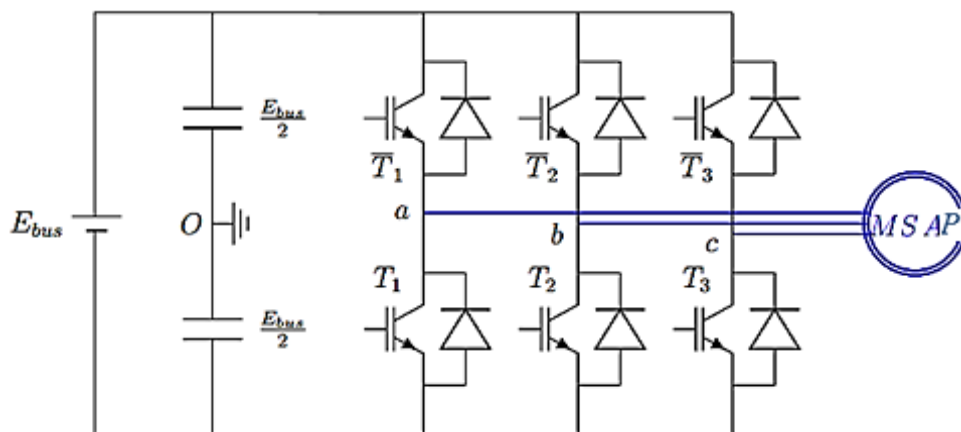 E_bus
E_bus/2
O
E_bus/2
T̅₁
T̅₂
T̅₃
a
b
c
T₁
T₂
T₃
MSAP